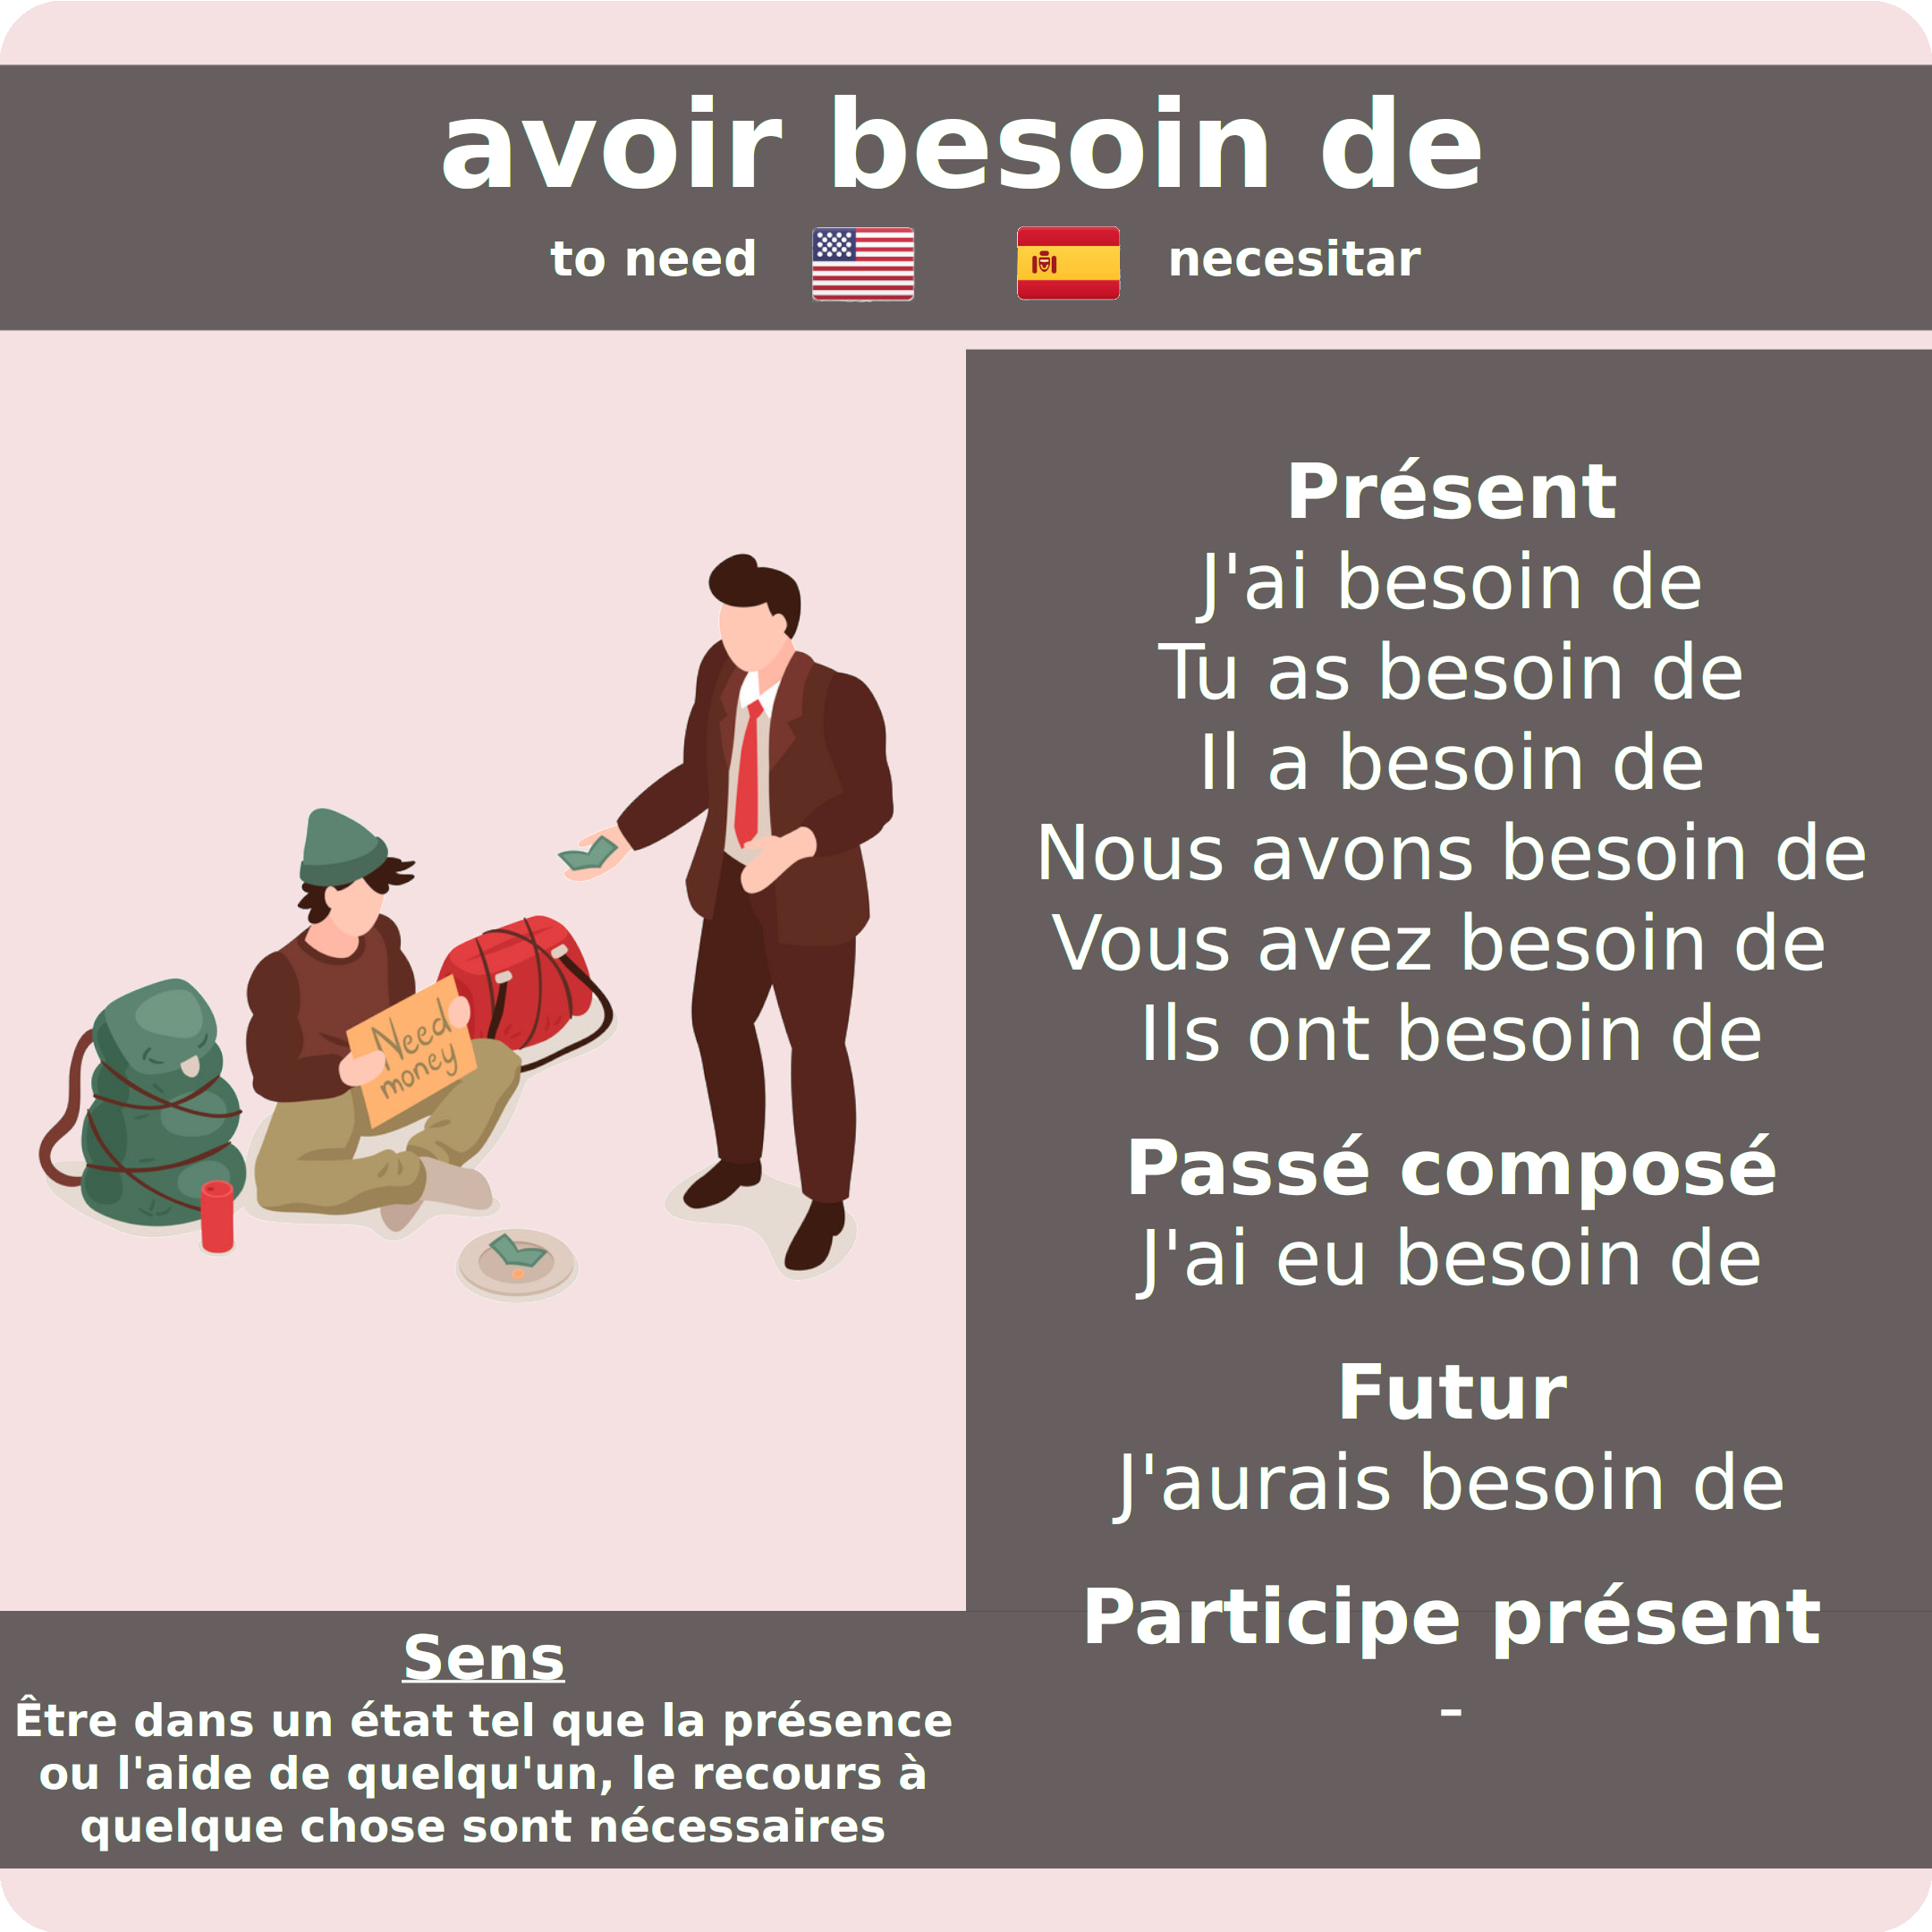 avoir besoin de
to need
necesitar
Présent
J'ai besoin de
Tu as besoin de
Il a besoin de
Nous avons besoin de
Vous avez besoin de
Ils ont besoin de
Passé composé
J'ai eu besoin de
Futur
J'aurais besoin de
Participe présent
–
Need
money
Sens
Être dans un état tel que la présence
ou l'aide de quelqu'un, le recours à
quelque chose sont nécessaires